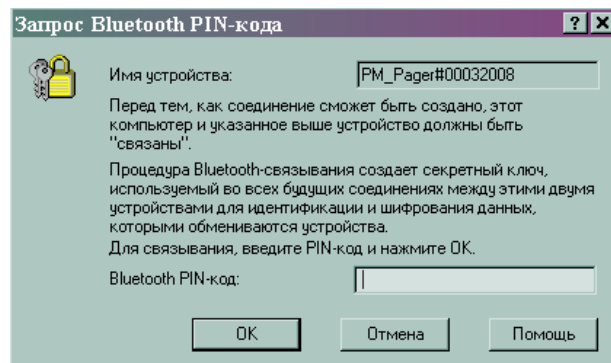 Запрос Bluetooth PIN-кода
Имя устройства: PM_Pager#00032008
Перед тем, как соединение сможет быть создано, этот
компьютер и указанное выше устройство должны быть
"связаны".
Процедура Bluetooth-связывания создает секретный ключ,
используемый во всех будущих соединениях между этими двумя
устройствами для идентификации и шифрования данных,
которыми обмениваются устройства.
Для связывания, введите PIN-код и нажмите OK.
Bluetooth PIN-код:
OK Отмена Помощь